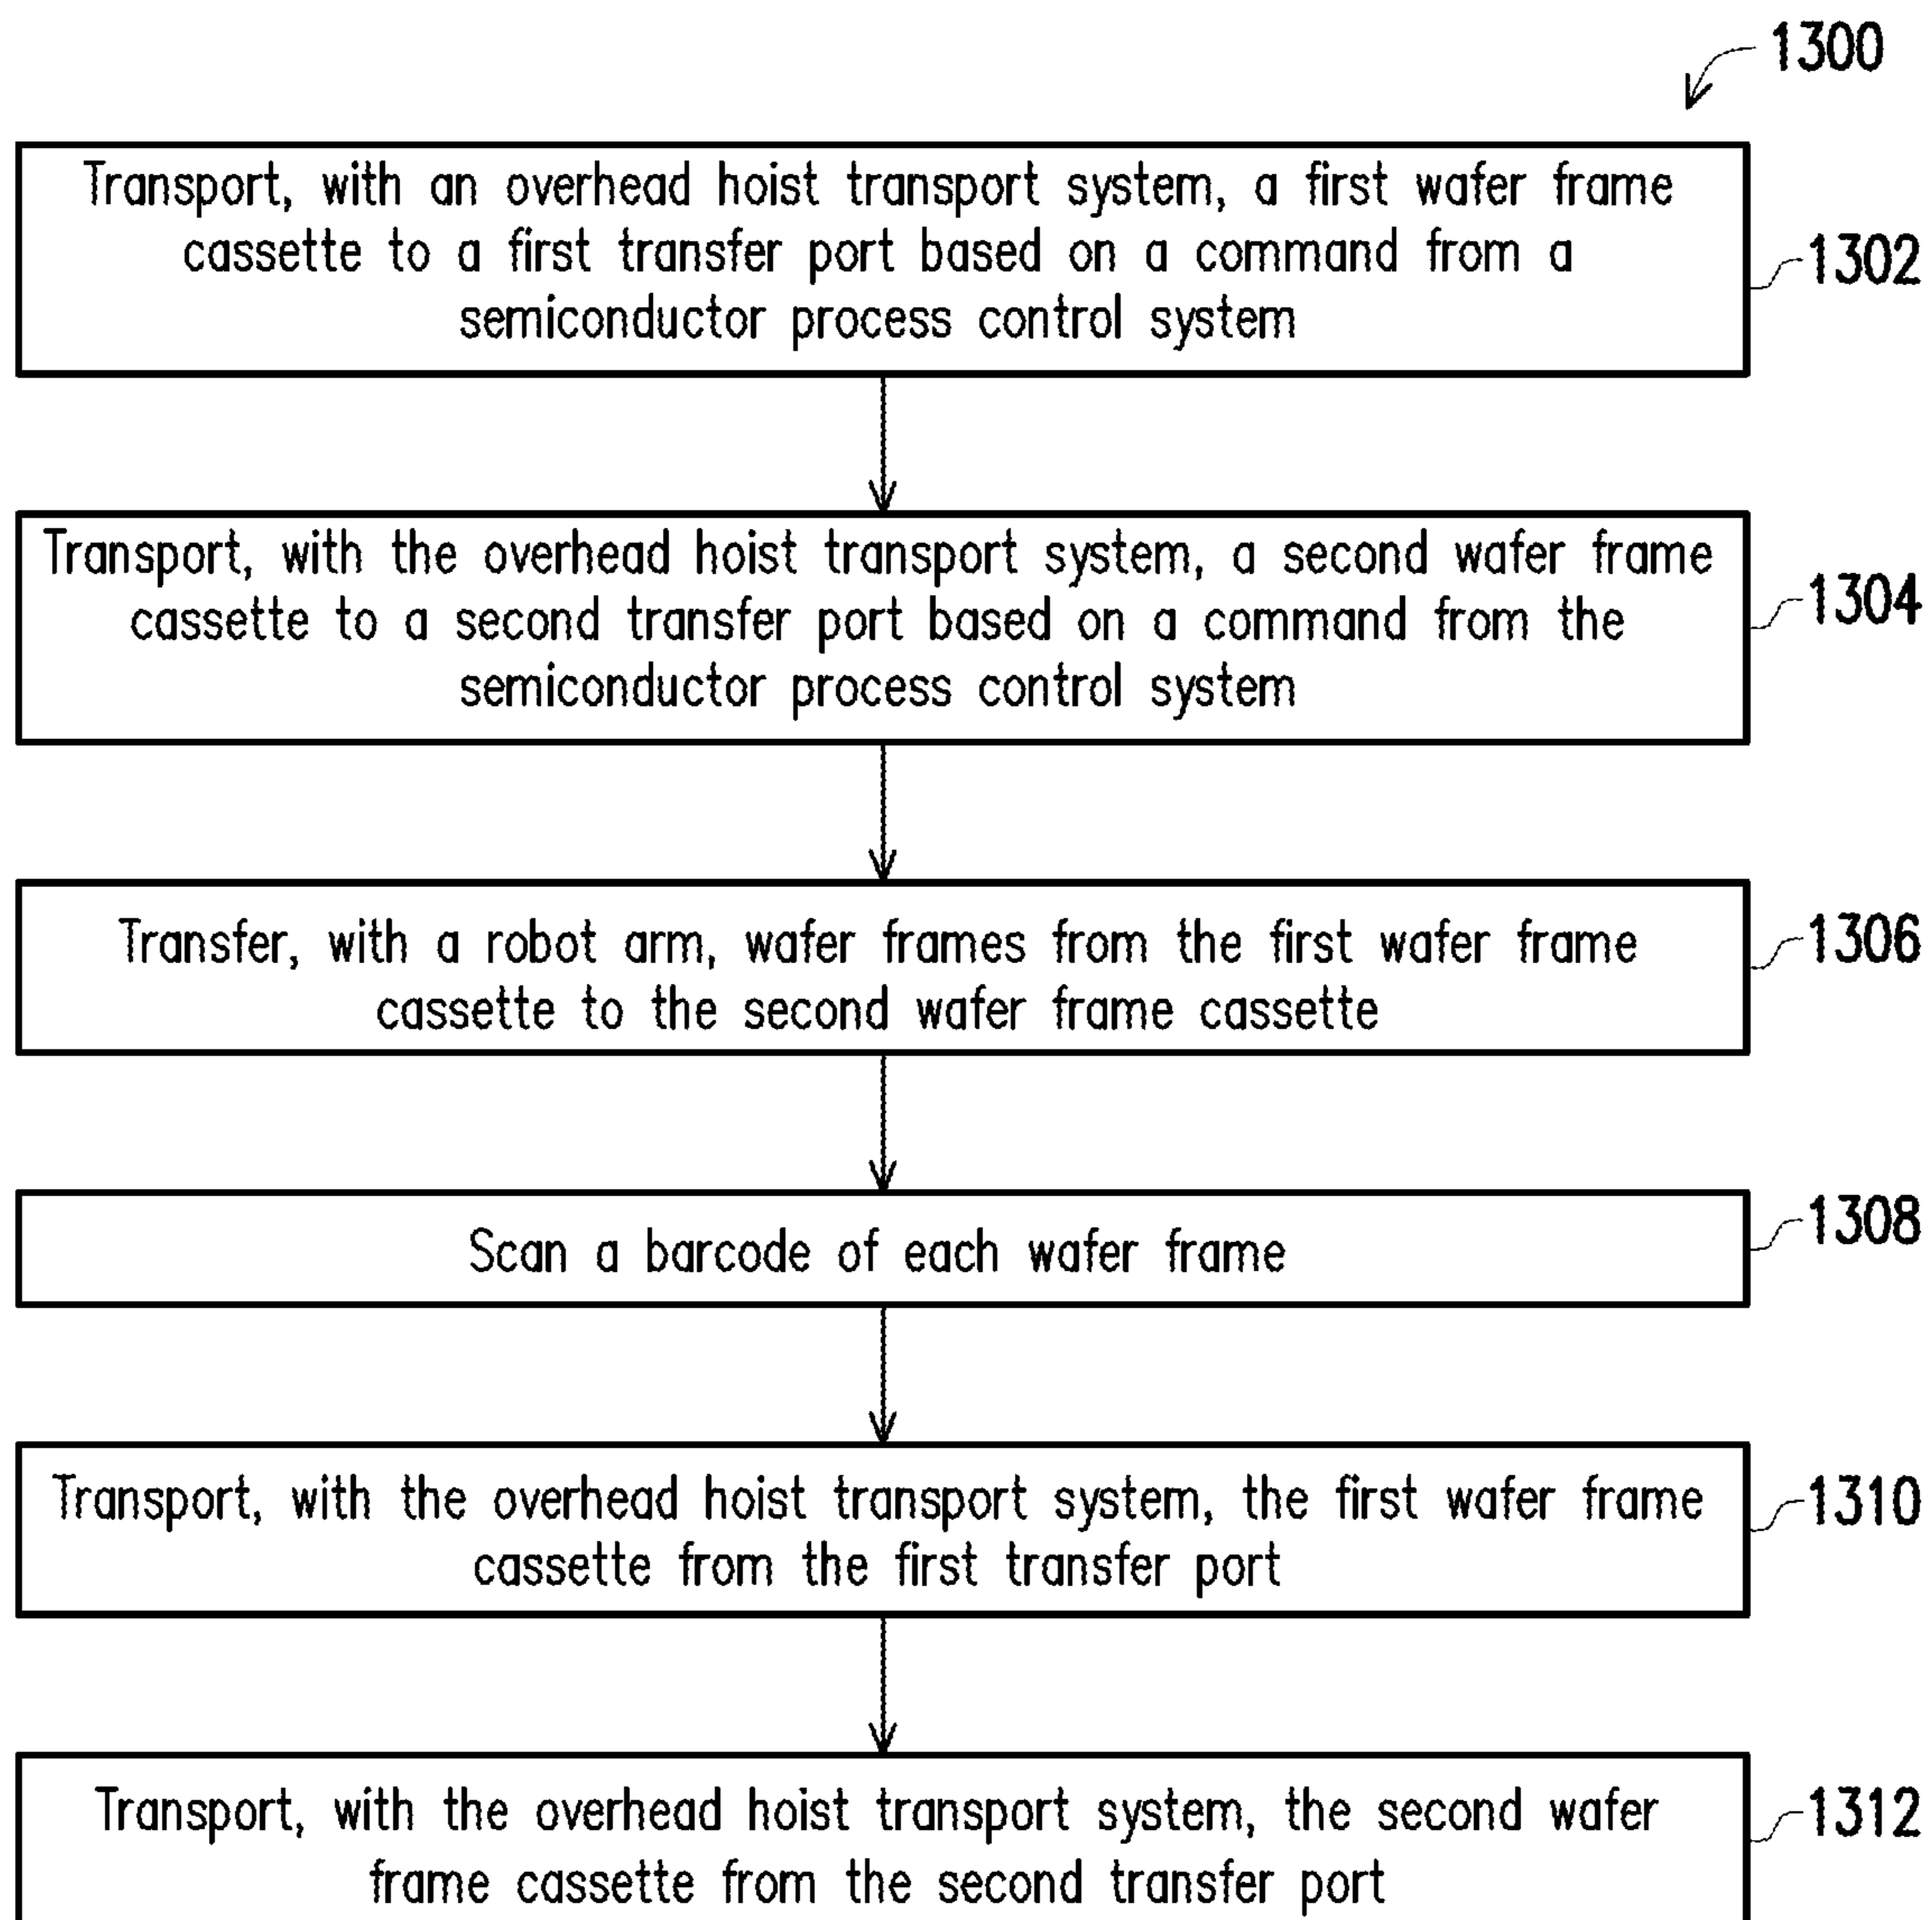 1300
Transport, with an overhead hoist transport system, a first wafer frame
cassette to a first transfer port based on a command from a
semiconductor process control system
1302
Transport, with the overhead hoist transport system, a second wafer frame
cassette to a second transfer port based on a command from the
semiconductor process control system
1304
Transfer, with a robot arm, wafer frames from the first wafer frame
cassette to the second wafer frame cassette
1306
Scan a barcode of each wafer frame
1308
Transport, with the overhead hoist transport system, the first wafer frame
cassette from the first transfer port
1310
Transport, with the overhead hoist transport system, the second wafer
frame cassette from the second transfer port
1312